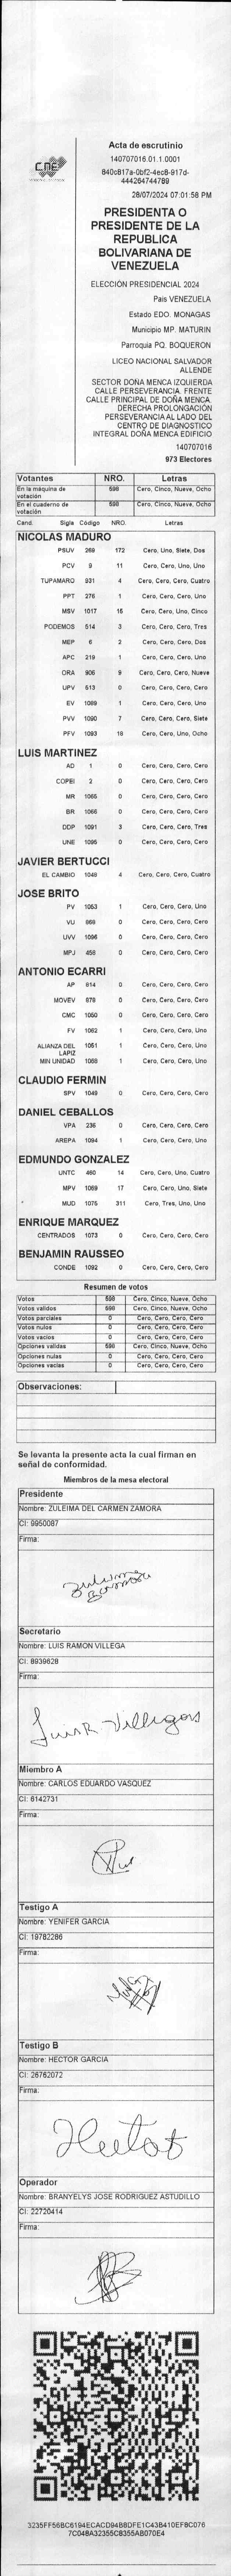 CNE
Acta de escrutinio
140707016.01.1.0001
840c817a-0bf2-4ec8-917d-
444264744789
28/07/2024 07:01:58 PM
PRESIDENTA O
PRESIDENTE DE LA
REPUBLICA
BOLIVARIANA DE
VENEZUELA
ELECCIÓN PRESIDENCIAL 2024
País VENEZUELA
Estado EDO. MONAGAS
Municipio MP. MATURIN
Parroquia PQ. BOQUERON
LICEO NACIONAL SALVADOR
ALLENDE
SECTOR DOÑA MENCA IZQUIERDA
CALLE PERSEVERANCIA. FRENTE
CALLE PRINCIPAL DE DOÑA MENCA.
DERECHA PROLONGACIÓN
PERSEVERANCIA AL LADO DEL
CENTRO DE DIAGNOSTICO
INTEGRAL DOÑA MENCA EDIFICIO
140707016
973 Electores
Votantes NRO. Letras
En la máquina de votación 598 Cero, Cinco, Nueve, Ocho
En el cuaderno de votación 598 Cero, Cinco, Nueve, Ocho
Cand. Sigla Código NRO. Letras
NICOLAS MADURO
PSUV 269 172 Cero, Uno, Siete, Dos
PCV 9 11 Cero, Cero, Uno, Uno
TUPAMARO 931 4 Cero, Cero, Cero, Cuatro
PPT 276 1 Cero, Cero, Cero, Uno
MSV 1017 15 Cero, Cero, Uno, Cinco
PODEMOS 514 3 Cero, Cero, Cero, Tres
MEP 6 2 Cero, Cero, Cero, Dos
APC 219 1 Cero, Cero, Cero, Uno
ORA 906 9 Cero, Cero, Cero, Nueve
UPV 613 0 Cero, Cero, Cero, Cero
EV 1089 1 Cero, Cero, Cero, Uno
PVV 1090 7 Cero, Cero, Cero, Siete
PFV 1093 18 Cero, Cero, Uno, Ocho
LUIS MARTINEZ
AD 1 0 Cero, Cero, Cero, Cero
COPEI 2 0 Cero, Cero, Cero, Cero
MR 1065 0 Cero, Cero, Cero, Cero
BR 1066 0 Cero, Cero, Cero, Cero
DDP 1091 3 Cero, Cero, Cero, Tres
UNE 1095 0 Cero, Cero, Cero, Cero
JAVIER BERTUCCI
EL CAMBIO 1048 4 Cero, Cero, Cero, Cuatro
JOSE BRITO
PV 1053 1 Cero, Cero, Cero, Uno
VU 868 0 Cero, Cero, Cero, Cero
UVV 1096 0 Cero, Cero, Cero, Cero
MPJ 458 0 Cero, Cero, Cero, Cero
ANTONIO ECARRI
AP 814 0 Cero, Cero, Cero, Cero
MOVEV 879 0 Cero, Cero, Cero, Cero
CMC 1050 0 Cero, Cero, Cero, Cero
FV 1062 1 Cero, Cero, Cero, Uno
ALIANZA DEL LAPIZ 1051 1 Cero, Cero, Cero, Uno
MIN UNIDAD 1088 1 Cero, Cero, Cero, Uno
CLAUDIO FERMIN
SPV 1049 0 Cero, Cero, Cero, Cero
DANIEL CEBALLOS
VPA 236 0 Cero, Cero, Cero, Cero
AREPA 1094 1 Cero, Cero, Cero, Uno
EDMUNDO GONZALEZ
UNTC 460 14 Cero, Cero, Uno, Cuatro
MPV 1069 17 Cero, Cero, Uno, Siete
MUD 1075 311 Cero, Tres, Uno, Uno
ENRIQUE MARQUEZ
CENTRADOS 1073 0 Cero, Cero, Cero, Cero
BENJAMIN RAUSSEO
CONDE 1092 0 Cero, Cero, Cero, Cero
Resumen de votos
Votos 598 Cero, Cinco, Nueve, Ocho
Votos validos 598 Cero, Cinco, Nueve, Ocho
Votos parciales 0 Cero, Cero, Cero, Cero
Votos nulos 0 Cero, Cero, Cero, Cero
Votos vacios 0 Cero, Cero, Cero, Cero
Opciones validas 598 Cero, Cinco, Nueve, Ocho
Opciones nulas 0 Cero, Cero, Cero, Cero
Opciones vacias 0 Cero, Cero, Cero, Cero
Observaciones:
Se levanta la presente acta la cual firman en
señal de conformidad.
Miembros de la mesa electoral
Presidente
Nombre: ZULEIMA DEL CARMEN ZAMORA
CI: 9950087
Firma:
Zuleima
Zamora
Secretario
Nombre: LUIS RAMON VILLEGA
CI: 8939628
Firma:
Luis R Villegas
Miembro A
Nombre: CARLOS EDUARDO VASQUEZ
CI: 6142731
Firma:
Testigo A
Nombre: YENIFER GARCIA
CI: 19782286
Firma:
Testigo B
Nombre: HECTOR GARCIA
CI: 26762072
Firma:
Hector
Operador
Nombre: BRANYELYS JOSE RODRIGUEZ ASTUDILLO
CI: 22720414
Firma:
3235FF56BC6194ECACD94B8DFE1C43B410EF8C076
7C048A32355C8355AB070E4